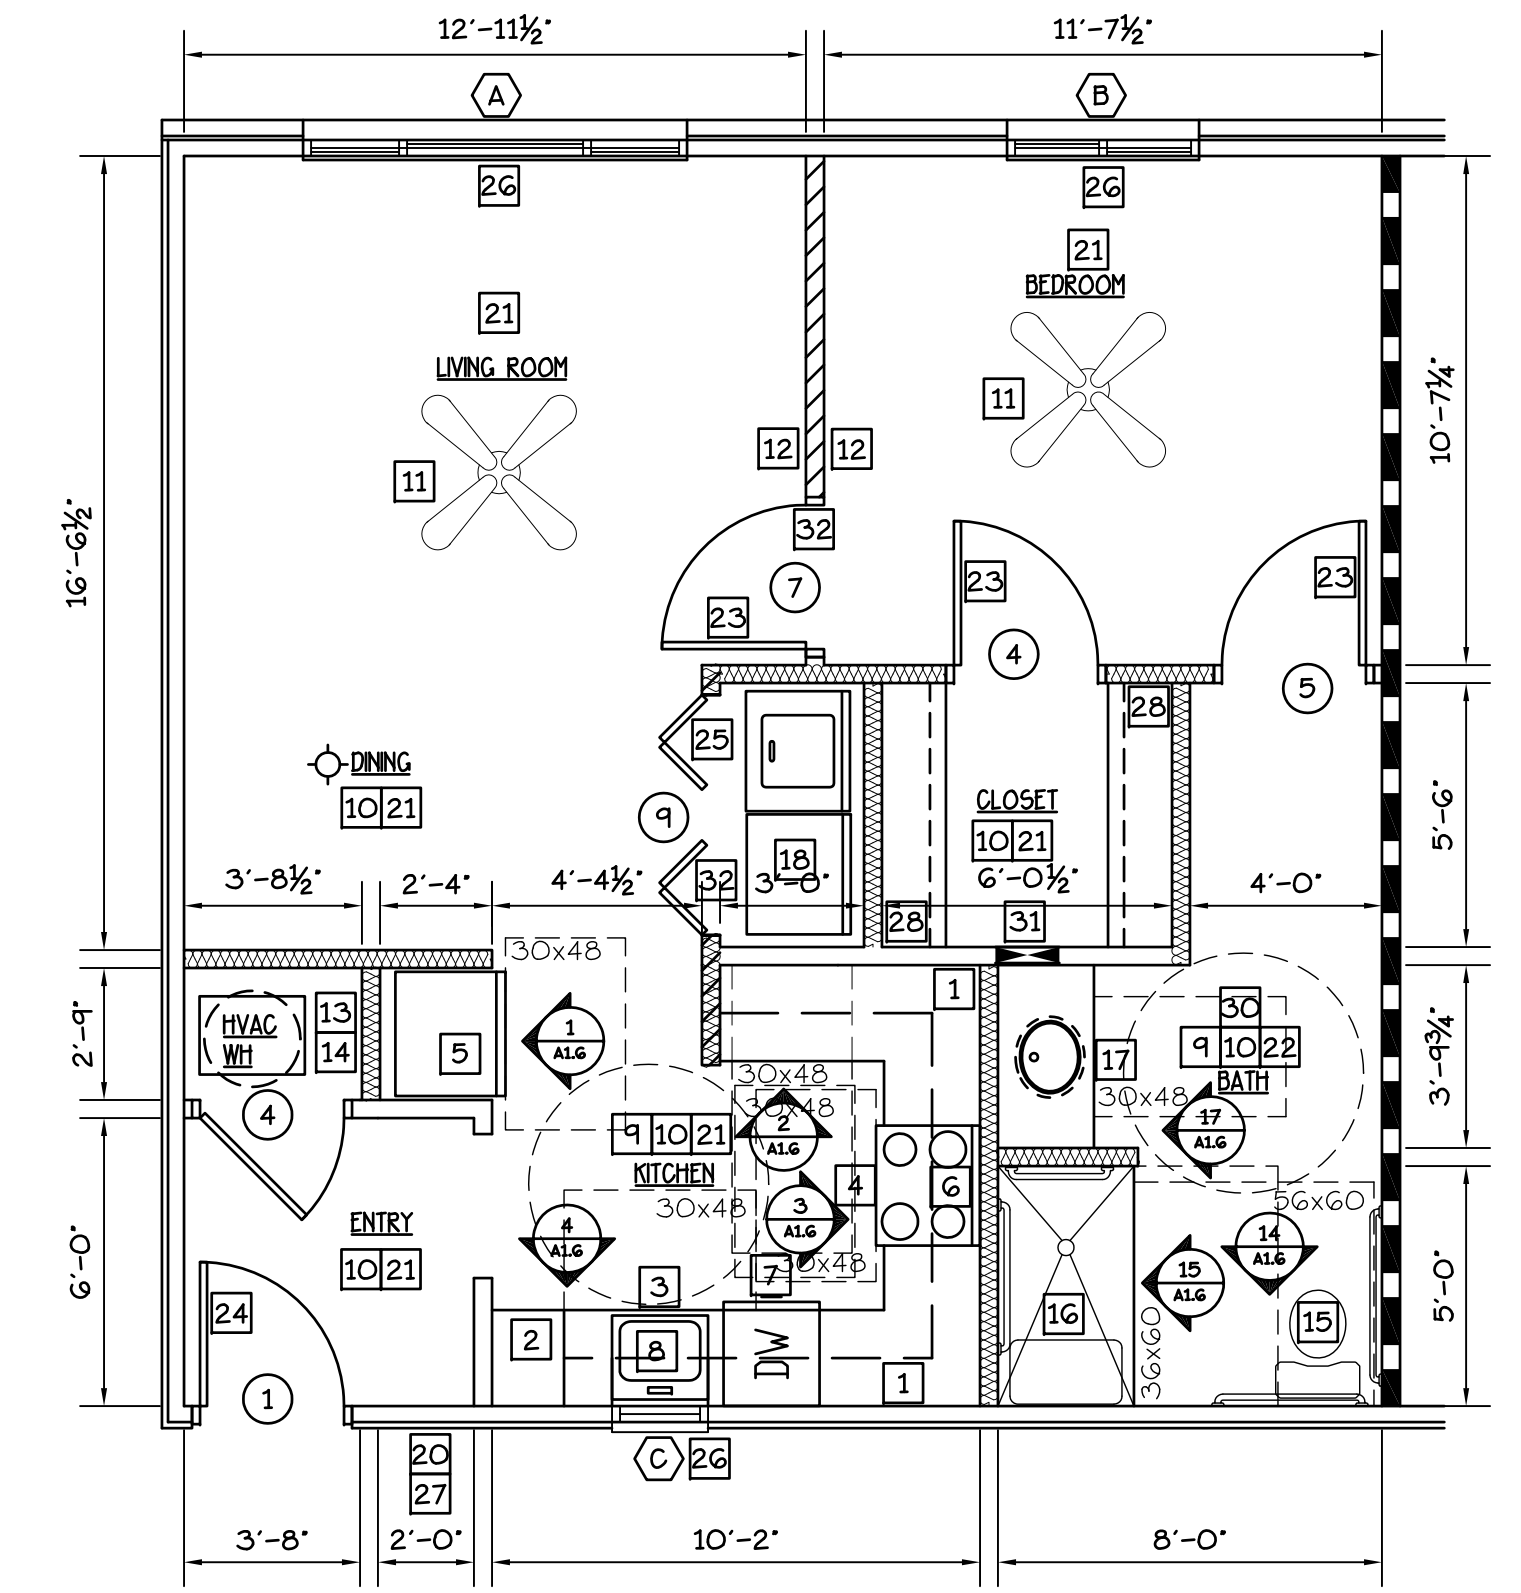 12'-11½" 11'-7½"
A B
26 26
21
BEDROOM
21
LIVING ROOM
11
11
12 12
10'-7¼"
16'-6½"
32
23 23
7
23
4
5
28
25
DINING
10 21
9
CLOSET
10 21
18
5'-6"
3'-8½" 2'-4" 4'-4½" 32 3'-0" 6'-0½" 4'-0"
28 31
30x48
1
HVAC
WH
13
14
5
1
A1.6
30
9 10 22
BATH
17
30x48
17
A1.6
2'-9"
3'-9¾"
4
30x48
30x48
9 10 21
KITCHEN
2
A1.6
4 6
30x48
3
A1.6
4
A1.6
56x60
14
A1.6
ENTRY
10 21
30x48
7
3
15
A1.6
6'-0"
5'-0"
24
2
8
DW
16
36x60
15
1
1
C 26
20
27
3'-8" 2'-0" 10'-2" 8'-0"